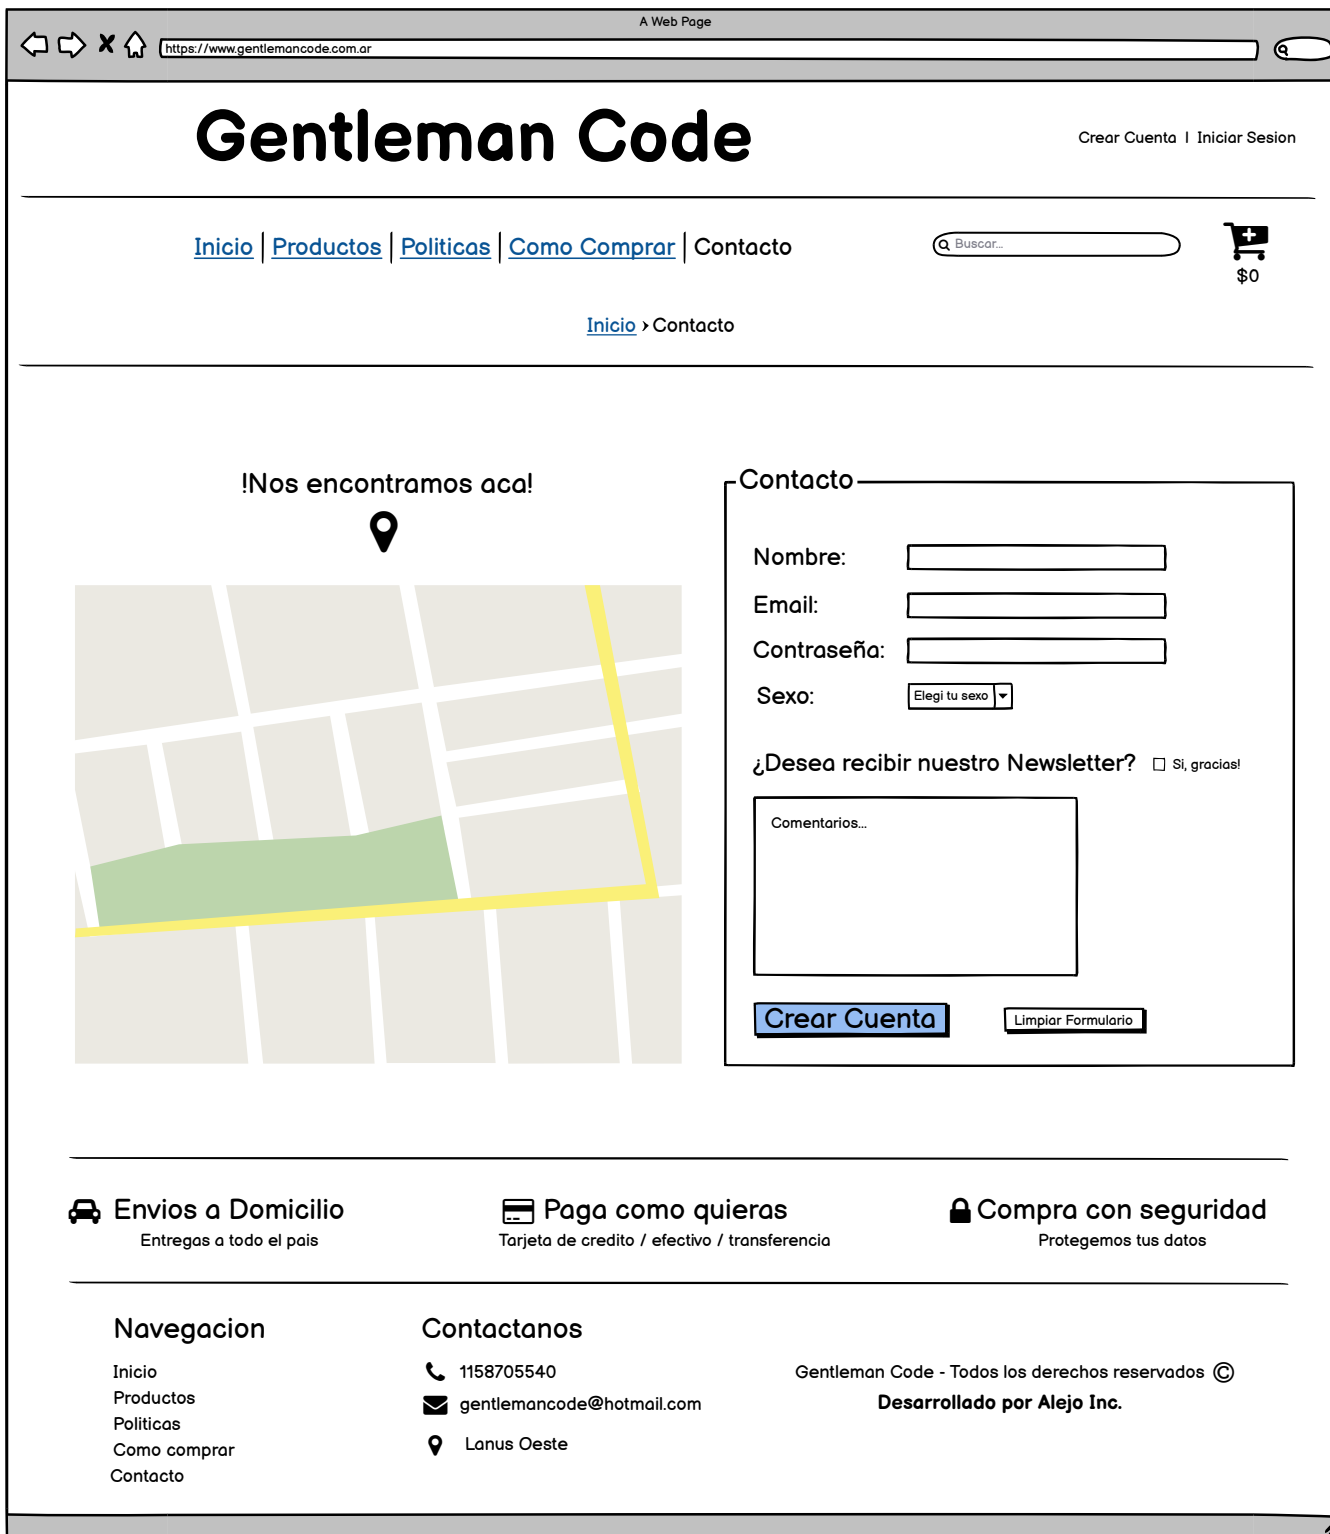 A Web Page
https://www.gentlemancode.com.ar
Gentleman Code
Crear Cuenta | Iniciar Sesion
Inicio | Productos | Politicas | Como Comprar | Contacto
Buscar...
$0
Inicio › Contacto
!Nos encontramos aca!
Contacto
Nombre:
Email:
Contraseña:
Sexo:
Elegi tu sexo
¿Desea recibir nuestro Newsletter?
Si, gracias!
Comentarios...
Crear Cuenta
Limpiar Formulario
Envios a Domicilio
Entregas a todo el pais
Paga como quieras
Tarjeta de credito / efectivo / transferencia
Compra con seguridad
Protegemos tus datos
Navegacion
Inicio
Productos
Politicas
Como comprar
Contacto
Contactanos
1158705540
gentlemancode@hotmail.com
Lanus Oeste
Gentleman Code - Todos los derechos reservados ©
Desarrollado por Alejo Inc.